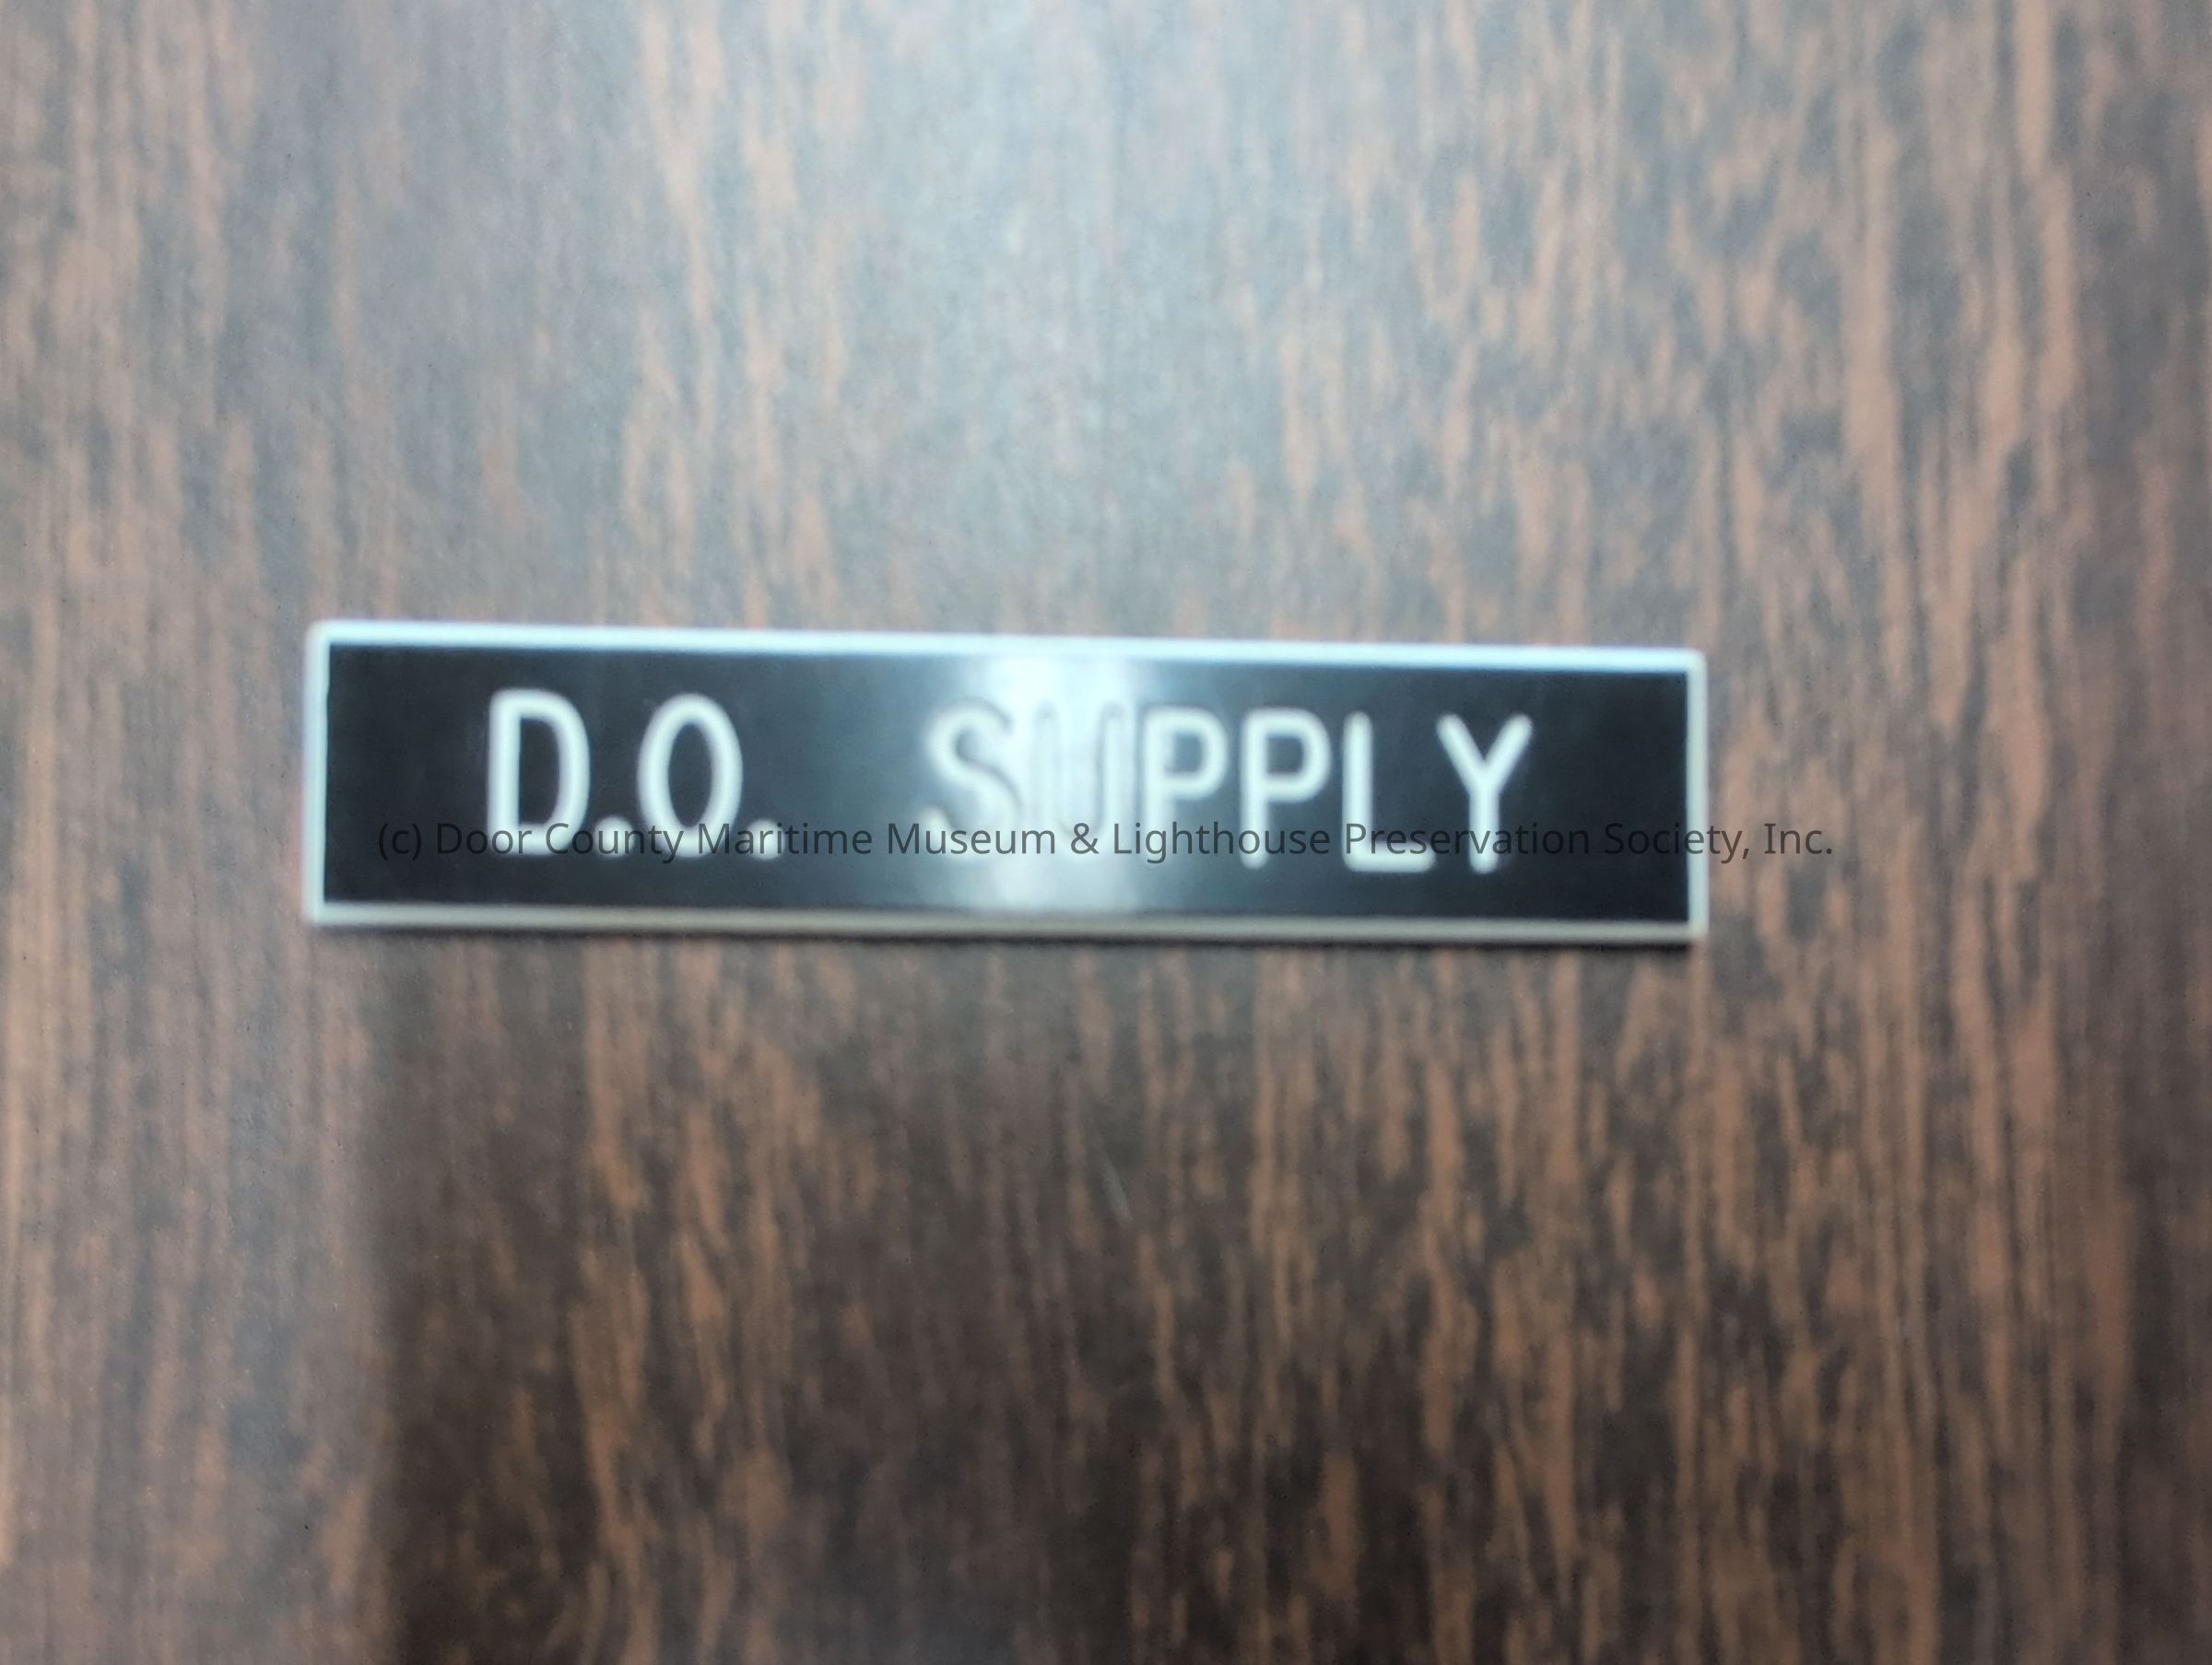 D.O. SUPPLY
(c) Door County Maritime Museum & Lighthouse Preservation Society, Inc.